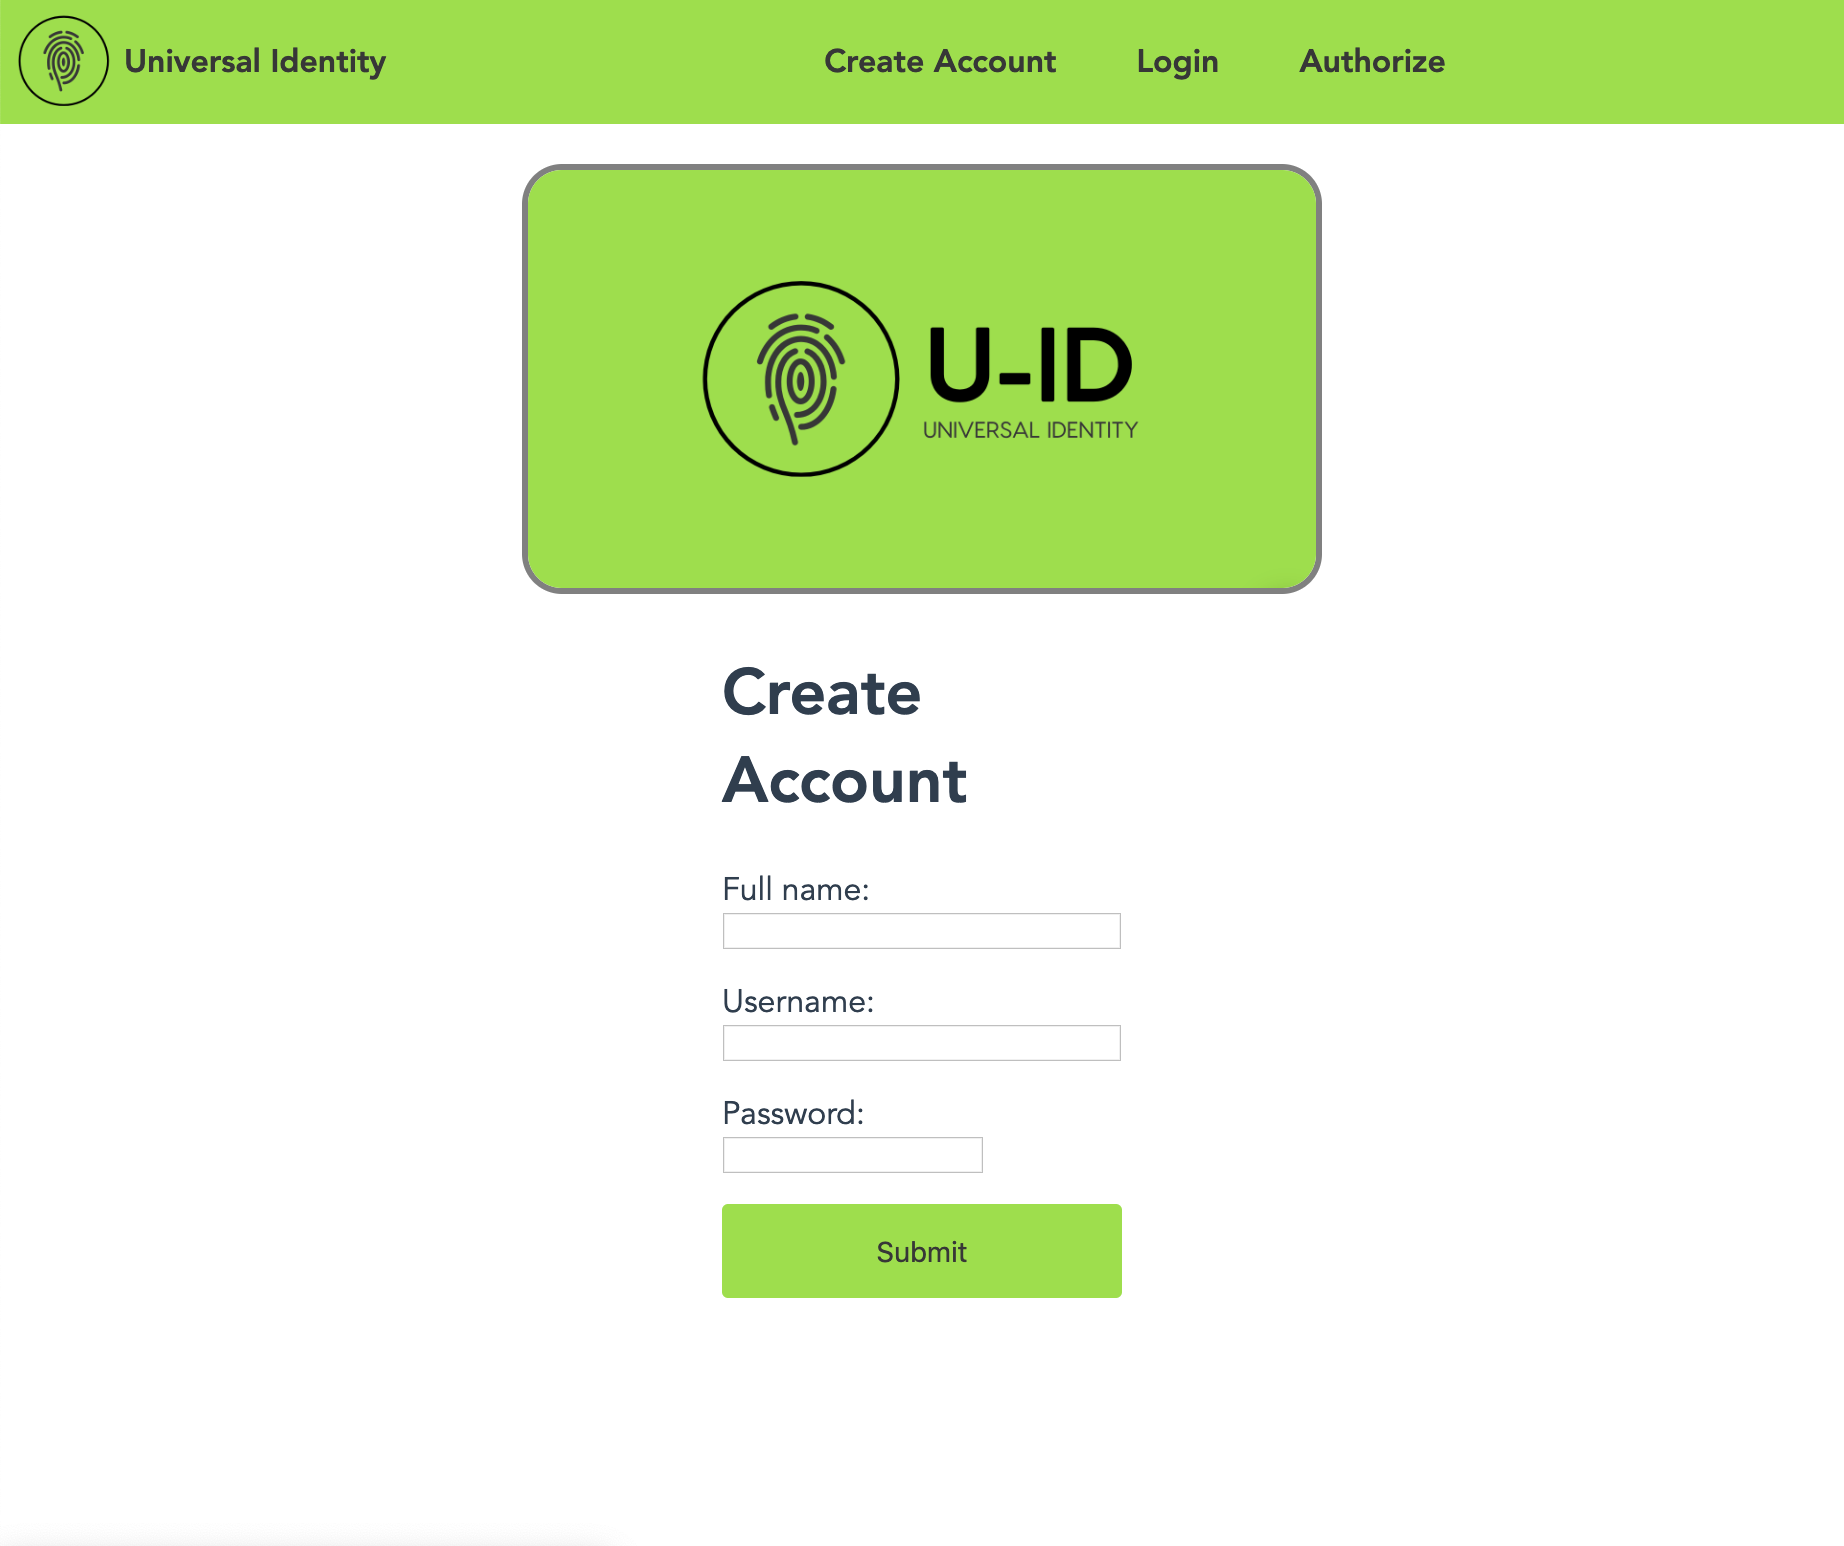 Universal Identity
Create Account
Login
Authorize
U-ID
UNIVERSAL IDENTITY
Create
Account
Full name:
Username:
Password:
Submit